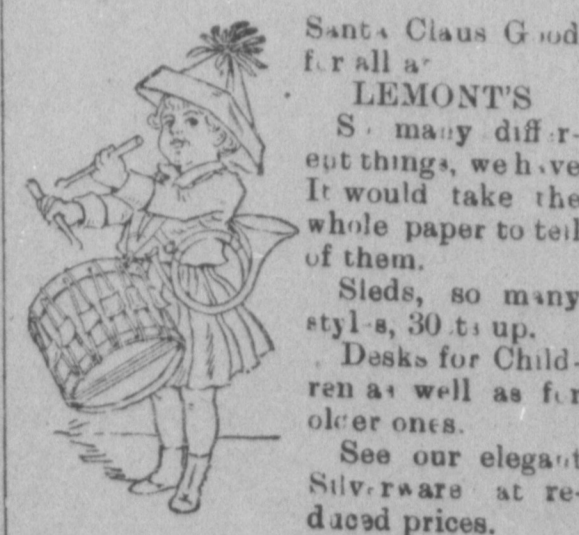 Santa Claus Good
for all at
LEMONT'S
So many differ-
ent things, we have
It would take the
whole paper to tell
of them.
Sleds, so many
styles, 30 cts up.
Desks for Child-
ren as well as for
older ones.
See our elegant
Silverware at re-
duced prices.